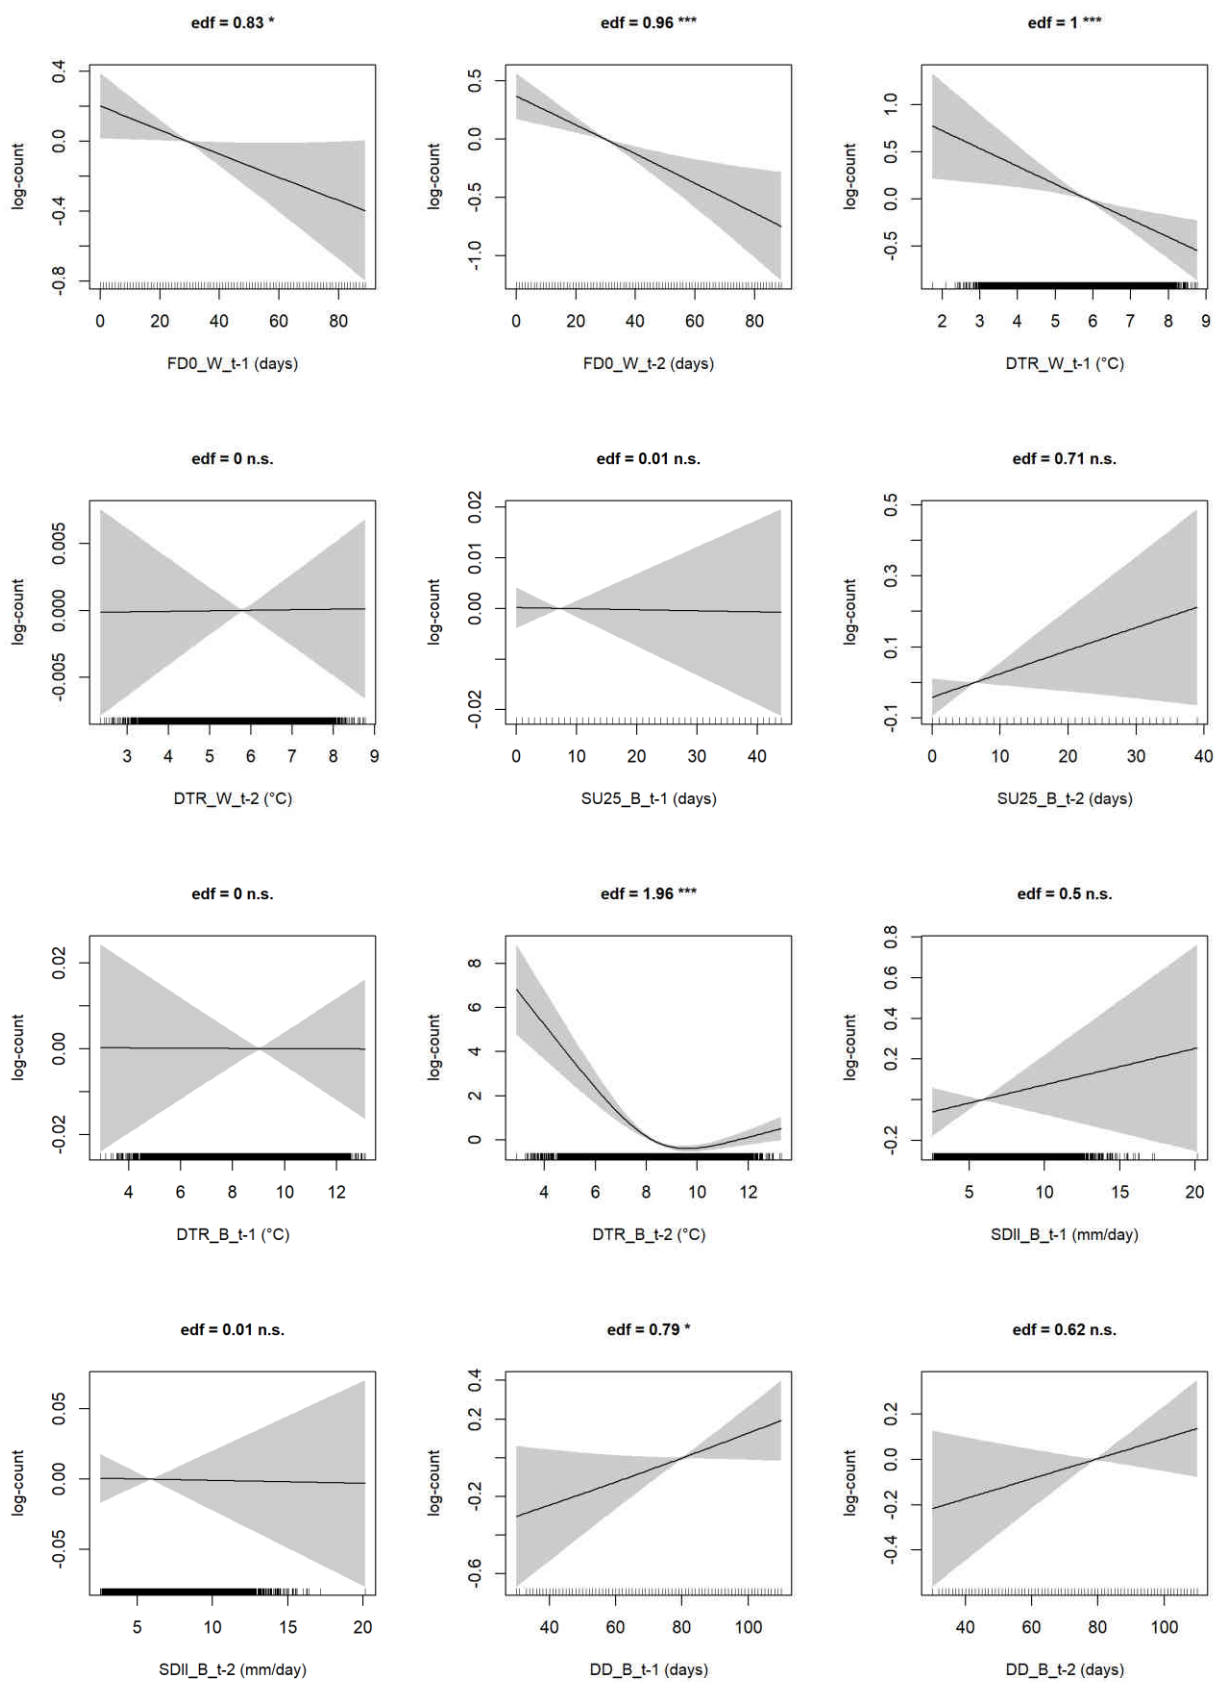 edf = 0.83 * edf = 0.96 *** edf = 1 ***
log-count log-count log-count
0.4 0.0 -0.4 -0.8
0.5 0.0 -0.5 -1.0
1.0 0.5 0.0 -0.5
0 20 40 60 80 0 20 40 60 80 2 3 4 5 6 7 8 9
FD0_W_t-1 (days) FD0_W_t-2 (days) DTR_W_t-1 (°C)
edf = 0 n.s. edf = 0.01 n.s. edf = 0.71 n.s.
log-count log-count log-count
0.005 0.000 -0.005
0.02 0.01 0.00 -0.02
0.5 0.3 0.1 -0.1
3 4 5 6 7 8 9 0 10 20 30 40 0 10 20 30 40
DTR_W_t-2 (°C) SU25_B_t-1 (days) SU25_B_t-2 (days)
edf = 0 n.s. edf = 1.96 *** edf = 0.5 n.s.
log-count log-count log-count
0.02 0.00 -0.02
8 6 4 2 0
0.8 0.6 0.4 0.2 -0.2
4 6 8 10 12 4 6 8 10 12 5 10 15 20
DTR_B_t-1 (°C) DTR_B_t-2 (°C) SDII_B_t-1 (mm/day)
edf = 0.01 n.s. edf = 0.79 * edf = 0.62 n.s.
log-count log-count log-count
0.05 0.00 -0.05
0.4 0.2 -0.2 -0.6
0.2 0.0 -0.2 -0.4
5 10 15 20 40 60 80 100 40 60 80 100
SDII_B_t-2 (mm/day) DD_B_t-1 (days) DD_B_t-2 (days)